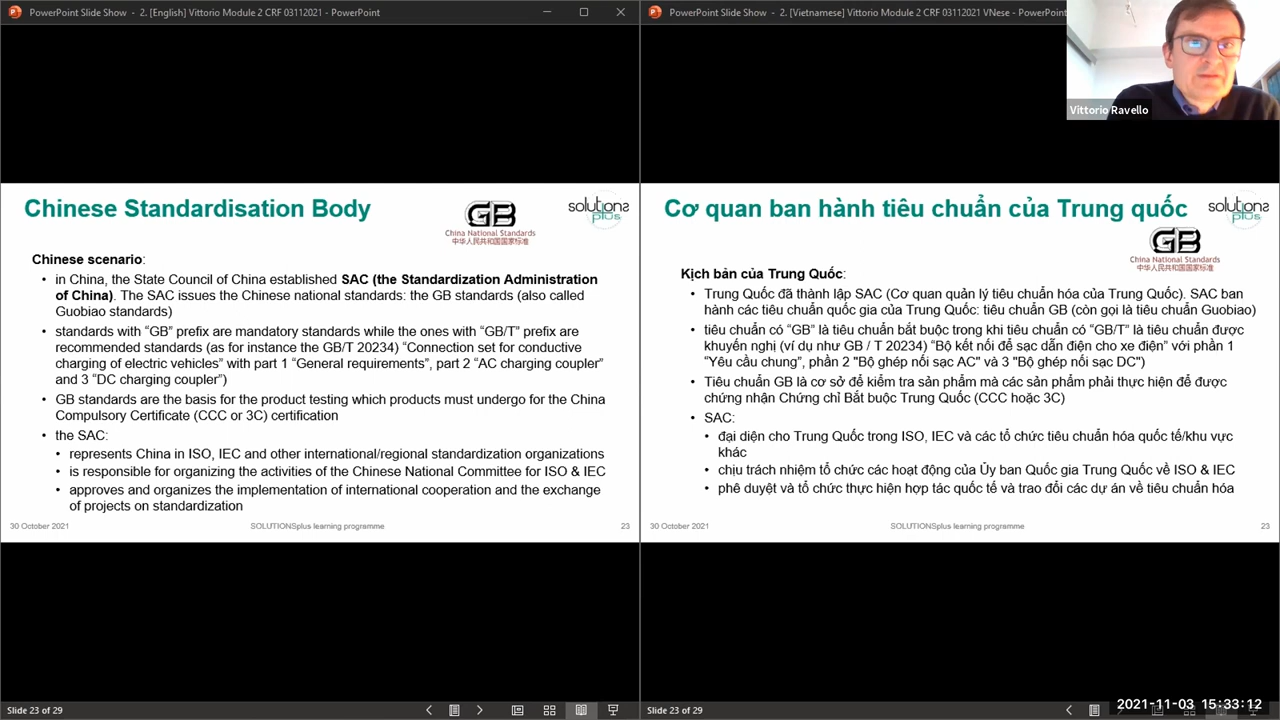 PowerPoint Slide Show - 2. [English] Vittorio Module 2 CRF 03112021 - PowerPoint
Chinese Standardisation Body
GB
China National Standards
中华人民共和国国家标准
solutions
plus
Chinese scenario:
• in China, the State Council of China established SAC (the Standardization Administration
of China). The SAC issues the Chinese national standards: the GB standards (also called
Guobiao standards)
• standards with “GB” prefix are mandatory standards while the ones with “GB/T” prefix are
recommended standards (as for instance the GB/T 20234) “Connection set for conductive
charging of electric vehicles” with part 1 “General requirements”, part 2 “AC charging coupler”
and 3 “DC charging coupler”)
• GB standards are the basis for the product testing which products must undergo for the China
Compulsory Certificate (CCC or 3C) certification
• the SAC:
• represents China in ISO, IEC and other international/regional standardization organizations
• is responsible for organizing the activities of the Chinese National Committee for ISO & IEC
• approves and organizes the implementation of international cooperation and the exchange
of projects on standardization
30 October 2021
SOLUTIONSplus learning programme
23
Slide 23 of 29
PowerPoint Slide Show - 2. [Vietnamese] Vittorio Module 2 CRF 03112021 VNese - PowerPoint
Vittorio Ravello
Cơ quan ban hành tiêu chuẩn của Trung quốc
solutions
plus
GB
China National Standards
中华人民共和国国家标准
Kịch bản của Trung Quốc:
• Trung Quốc đã thành lập SAC (Cơ quan quản lý tiêu chuẩn hóa của Trung Quốc). SAC ban
hành các tiêu chuẩn quốc gia của Trung Quốc: tiêu chuẩn GB (còn gọi là tiêu chuẩn Guobiao)
• tiêu chuẩn có “GB” là tiêu chuẩn bắt buộc trong khi tiêu chuẩn có “GB/T” là tiêu chuẩn được
khuyến nghị (ví dụ như GB / T 20234) “Bộ kết nối để sạc dẫn điện cho xe điện” với phần 1
“Yêu cầu chung”, phần 2 "Bộ ghép nối sạc AC" và 3 "Bộ ghép nối sạc DC")
• Tiêu chuẩn GB là cơ sở để kiểm tra sản phẩm mà các sản phẩm phải thực hiện để được
chứng nhận Chứng chỉ Bắt buộc Trung Quốc (CCC hoặc 3C)
• SAC:
• đại diện cho Trung Quốc trong ISO, IEC và các tổ chức tiêu chuẩn hóa quốc tế/khu vực
khác
• chịu trách nhiệm tổ chức các hoạt động của Ủy ban Quốc gia Trung Quốc về ISO & IEC
• phê duyệt và tổ chức thực hiện hợp tác quốc tế và trao đổi các dự án về tiêu chuẩn hóa
30 October 2021
SOLUTIONSplus learning programme
23
Slide 23 of 29
2021-11-03 15:33:12